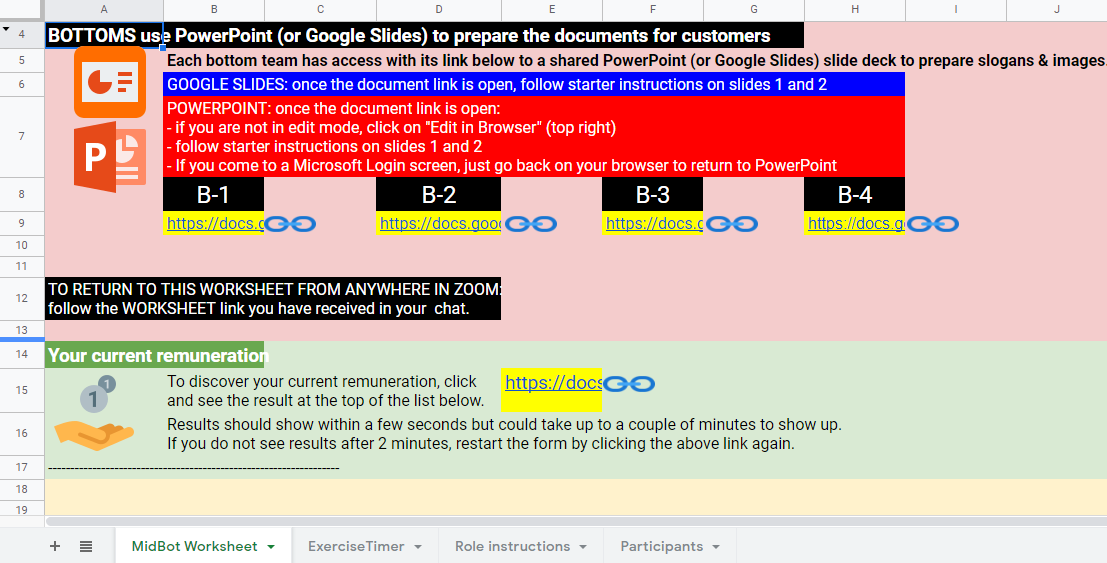 A B C D E F G H I J
4 BOTTOMS use PowerPoint (or Google Slides) to prepare the documents for customers
5 Each bottom team has access with its link below to a shared PowerPoint (or Google Slides) slide deck to prepare slogans & images.
6 GOOGLE SLIDES: once the document link is open, follow starter instructions on slides 1 and 2
POWERPOINT: once the document link is open:
7 - if you are not in edit mode, click on "Edit in Browser" (top right)
- follow starter instructions on slides 1 and 2
- If you come to a Microsoft Login screen, just go back on your browser to return to PowerPoint
P
8 B-1 B-2 B-3 B-4
9 https://docs.g https://docs.goo https://docs.g https://docs.g
10
11
12 TO RETURN TO THIS WORKSHEET FROM ANYWHERE IN ZOOM:
follow the WORKSHEET link you have received in your chat.
13
14 Your current remuneration
15 To discover your current remuneration, click https://docs
and see the result at the top of the list below.
1 1
16 Results should show within a few seconds but could take up to a couple of minutes to show up.
If you do not see results after 2 minutes, restart the form by clicking the above link again.
17 -------------------------------------------------------------------
18
19
+ MidBot Worksheet ExerciseTimer Role instructions Participants